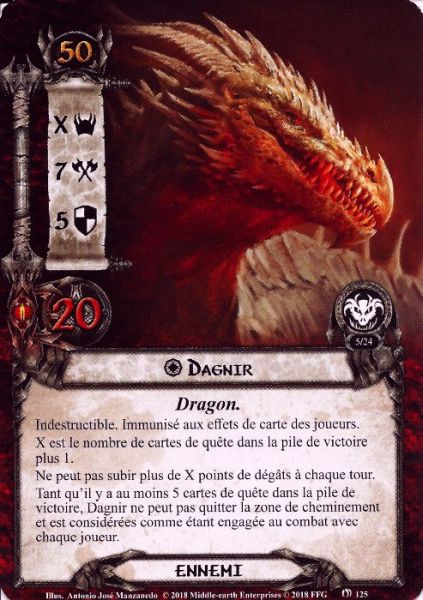 50
X
7
5
20
5/24
Dagnir
Dragon.
Indestructible. Immunisé aux effets de carte des joueurs.
X est le nombre de cartes de quête dans la pile de victoire
plus 1.
Ne peut pas subir plus de X points de dégâts à chaque tour.
Tant qu'il y a au moins 5 cartes de quête dans la pile de
victoire, Dagnir ne peut pas quitter la zone de cheminement
et est considérées comme étant engagée au combat avec
chaque joueur.
ENNEMI
Illus. Antonio José Manzanedo © 2018 Middle-earth Enterprises © 2018 FFG 125